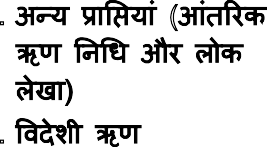 . अन्य प्राप्तियां (आंतरिक
ऋण निधि और लोक
लेखा)
. विदेशी ऋण